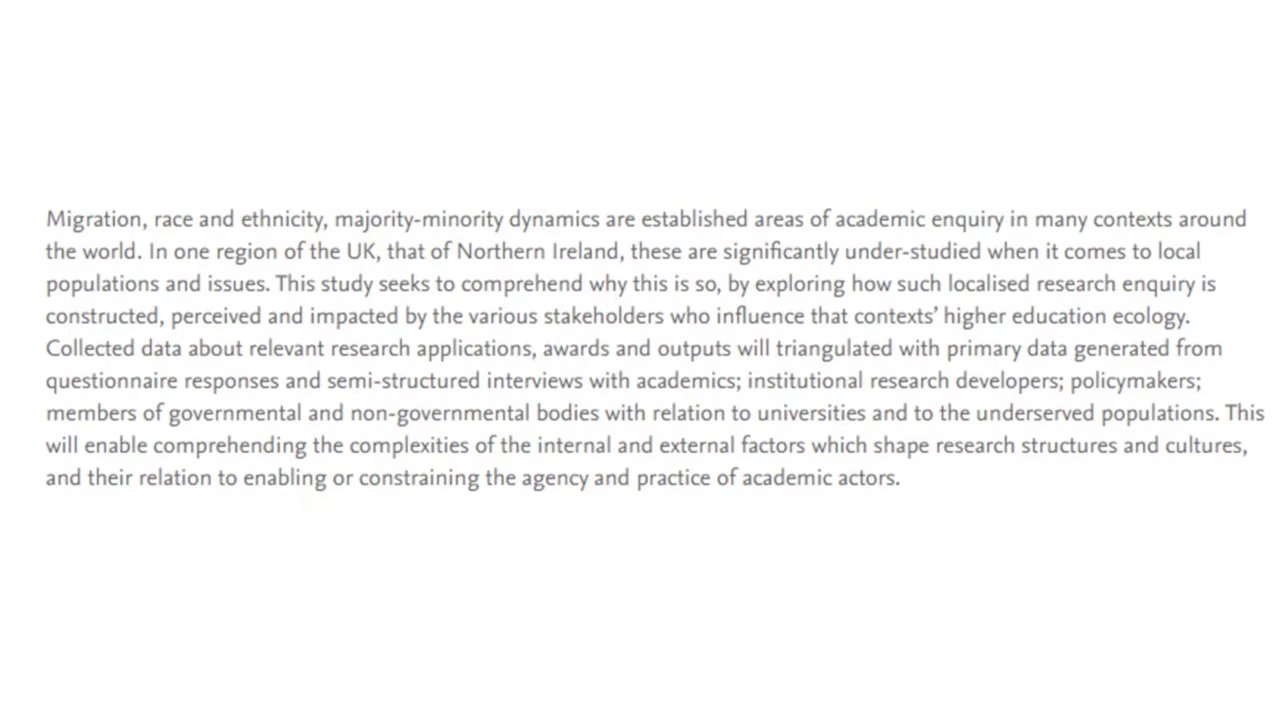 Migration, race and ethnicity, majority-minority dynamics are established areas of academic enquiry in many contexts around
the world. In one region of the UK, that of Northern Ireland, these are significantly under-studied when it comes to local
populations and issues. This study seeks to comprehend why this is so, by exploring how such localised research enquiry is
constructed, perceived and impacted by the various stakeholders who influence that contexts’ higher education ecology.
Collected data about relevant research applications, awards and outputs will triangulated with primary data generated from
questionnaire responses and semi-structured interviews with academics; institutional research developers; policymakers;
members of governmental and non-governmental bodies with relation to universities and to the underserved populations. This
will enable comprehending the complexities of the internal and external factors which shape research structures and cultures,
and their relation to enabling or constraining the agency and practice of academic actors.